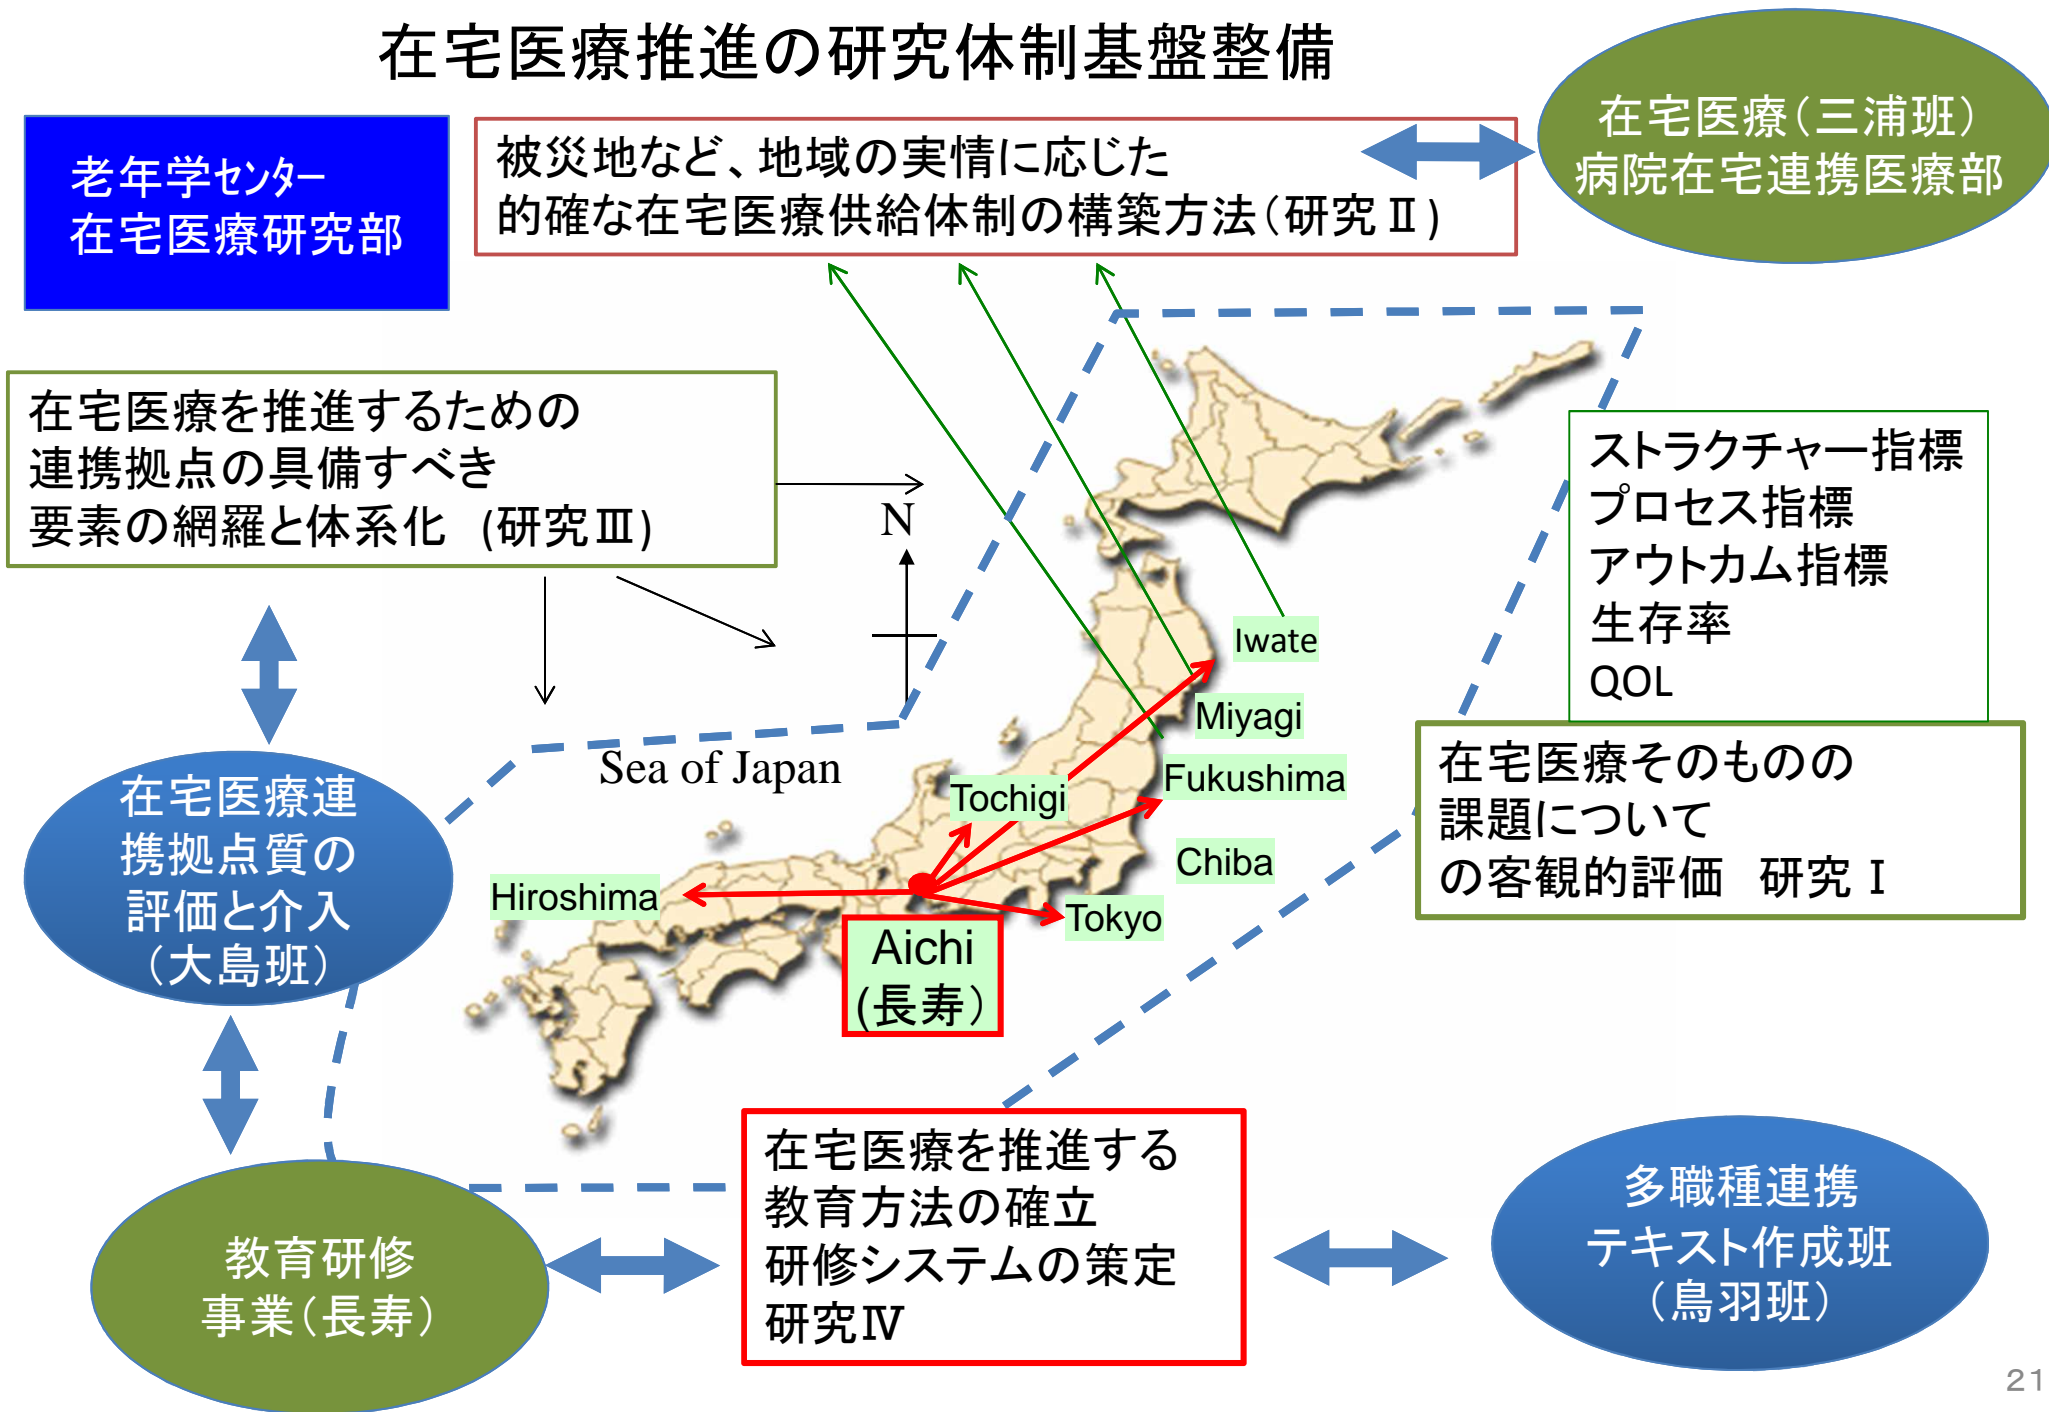 在宅医療推進の研究体制基盤整備
老年学センター
在宅医療研究部
被災地など、地域の実情に応じた
的確な在宅医療供給体制の構築方法（研究Ⅱ）
在宅医療（三浦班）
病院在宅連携医療部
在宅医療を推進するための
連携拠点の具備すべき
要素の網羅と体系化　(研究Ⅲ)
N
ストラクチャー指標
プロセス指標
アウトカム指標
生存率
QOL
Iwate
Miyagi
Fukushima
Sea of Japan
Tochigi
Chiba
Hiroshima
Tokyo
Aichi
(長寿）
在宅医療そのものの
課題について
の客観的評価　研究Ⅰ
在宅医療連
携拠点質の
評価と介入
（大島班）
教育研修
事業（長寿）
在宅医療を推進する
教育方法の確立
研修システムの策定
研究Ⅳ
多職種連携
テキスト作成班
（鳥羽班）
21